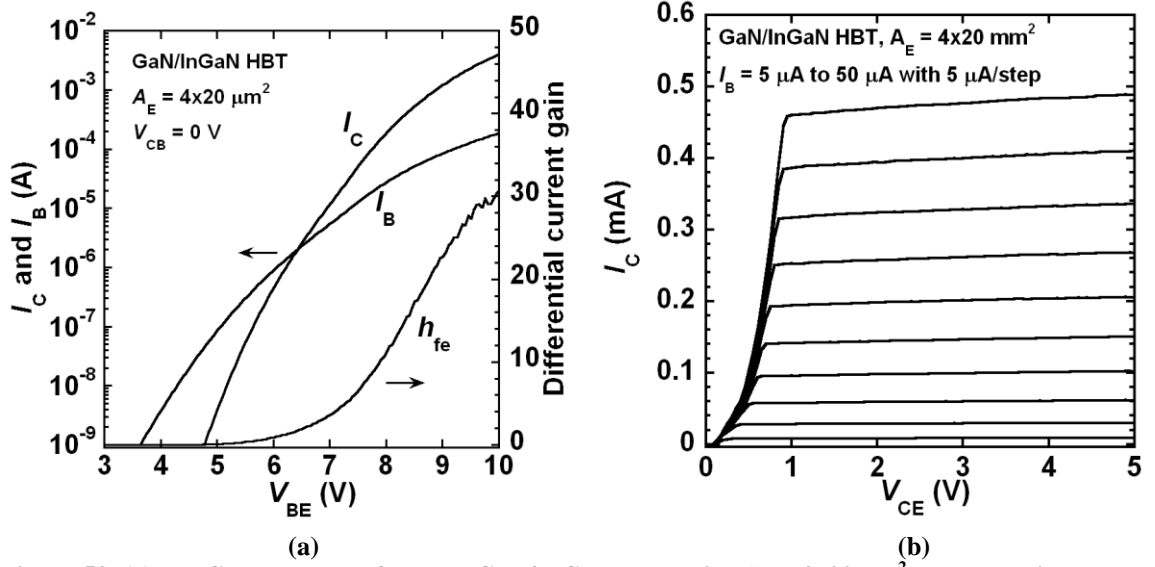 10⁻²
10⁻³
10⁻⁴
10⁻⁵
10⁻⁶
10⁻⁷
10⁻⁸
10⁻⁹
I_C and I_B (A)
GaN/InGaN HBT
A_E = 4x20 μm²
V_CB = 0 V
I_C
I_B
h_fe
50
40
30
20
10
0
Differential current gain
3 4 5 6 7 8 9 10
V_BE (V)
(a)
0.6
0.5
0.4
0.3
0.2
0.1
0
I_C (mA)
GaN/InGaN HBT, A_E = 4x20 mm²
I_B = 5 μA to 50 μA with 5 μA/step
0 1 2 3 4 5
V_CE (V)
(b)